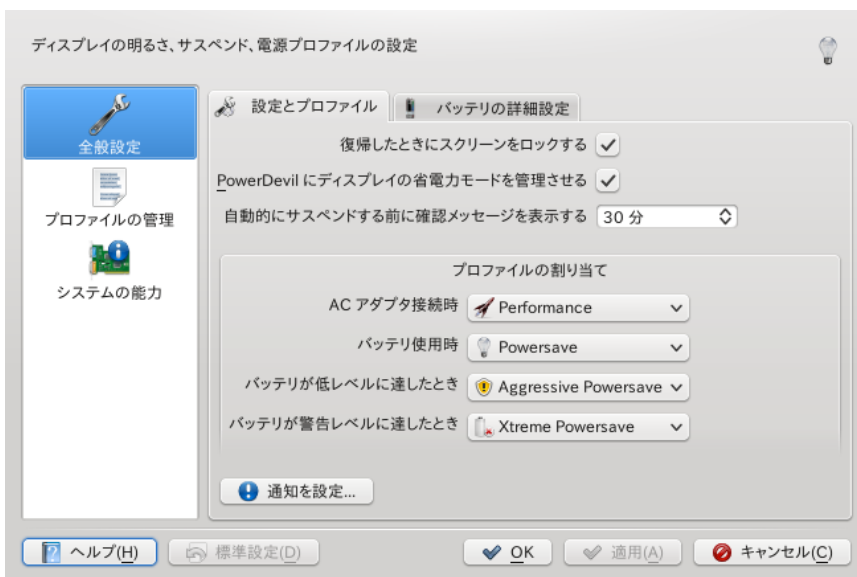 ディスプレイの明るさ、サスペンド、電源プロファイルの設定
全般設定
プロファイルの管理
システムの能力
設定とプロファイル
バッテリの詳細設定
復帰したときにスクリーンをロックする
PowerDevil にディスプレイの省電力モードを管理させる
自動的にサスペンドする前に確認メッセージを表示する 30 分
プロファイルの割り当て
AC アダプタ接続時 Performance
バッテリ使用時 Powersave
バッテリが低レベルに達したとき Aggressive Powersave
バッテリが警告レベルに達したとき Xtreme Powersave
通知を設定...
ヘルプ(H) 標準設定(D) OK 適用(A) キャンセル(C)